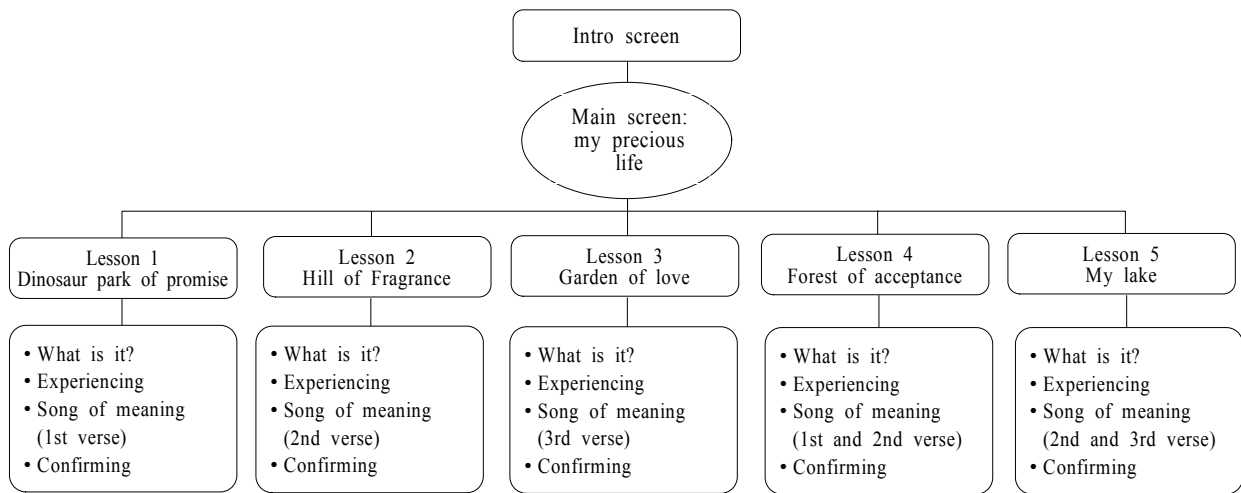 Intro screen
Main screen:
my precious
life
Lesson 1
Dinosaur park of promise
Lesson 2
Hill of Fragrance
Lesson 3
Garden of love
Lesson 4
Forest of acceptance
Lesson 5
My lake
• What is it?
• Experiencing
• Song of meaning
(1st verse)
• Confirming
• What is it?
• Experiencing
• Song of meaning
(2nd verse)
• Confirming
• What is it?
• Experiencing
• Song of meaning
(3rd verse)
• Confirming
• What is it?
• Experiencing
• Song of meaning
(1st and 2nd verse)
• Confirming
• What is it?
• Experiencing
• Song of meaning
(2nd and 3rd verse)
• Confirming